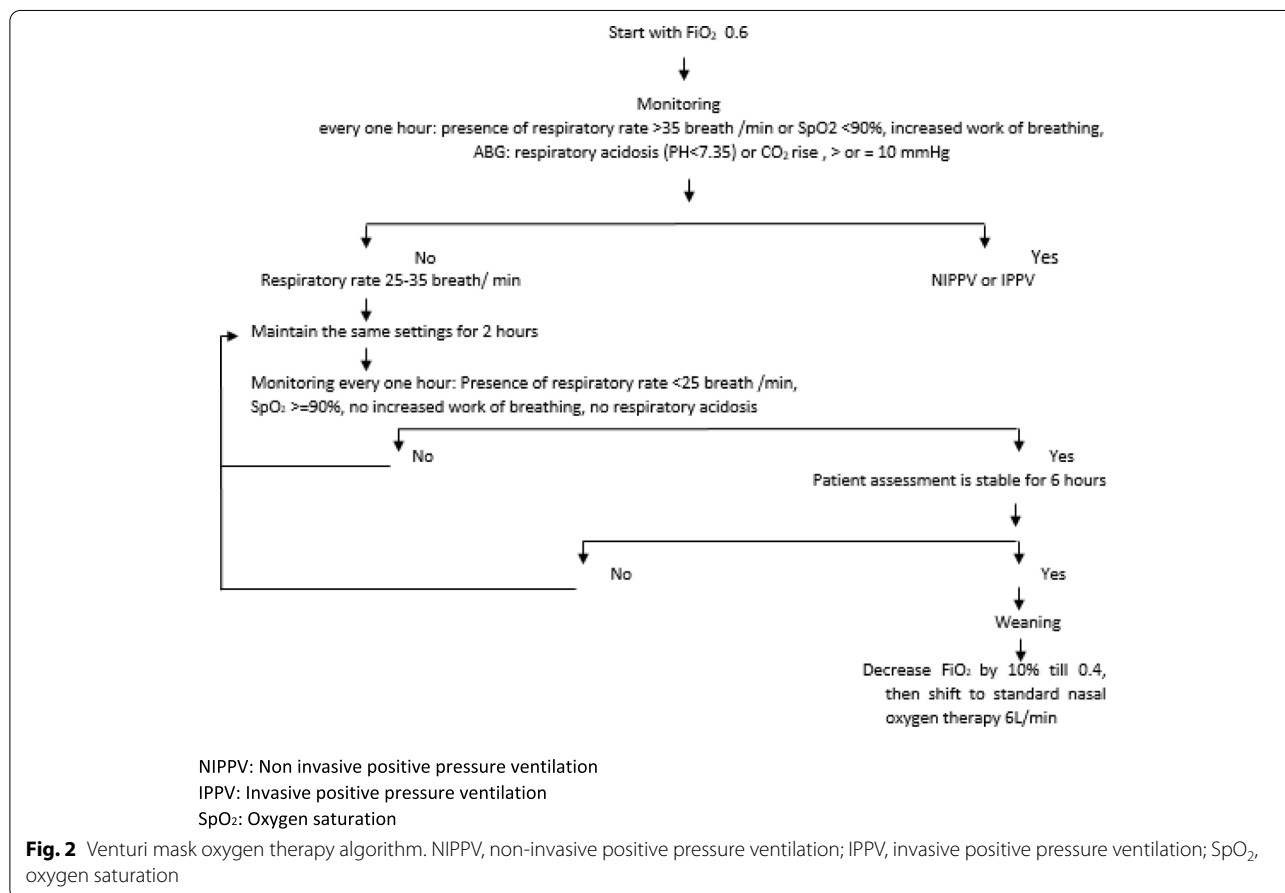 Start with FiO₂ 0.6
Monitoring
every one hour: presence of respiratory rate >35 breath /min or SpO2 <90%, increased work of breathing,
ABG: respiratory acidosis (PH<7.35) or CO₂ rise , > or = 10 mmHg
No
Yes
Respiratory rate 25-35 breath/ min
NIPPV or IPPV
Maintain the same settings for 2 hours
Monitoring every one hour: Presence of respiratory rate <25 breath /min,
SpO₂ >=90%, no increased work of breathing, no respiratory acidosis
No
Yes
Patient assessment is stable for 6 hours
No
Yes
Weaning
Decrease FiO₂ by 10% till 0.4,
then shift to standard nasal
oxygen therapy 6L/min
NIPPV: Non invasive positive pressure ventilation
IPPV: Invasive positive pressure ventilation
SpO₂: Oxygen saturation
Fig. 2 Venturi mask oxygen therapy algorithm. NIPPV, non-invasive positive pressure ventilation; IPPV, invasive positive pressure ventilation; SpO₂,
oxygen saturation